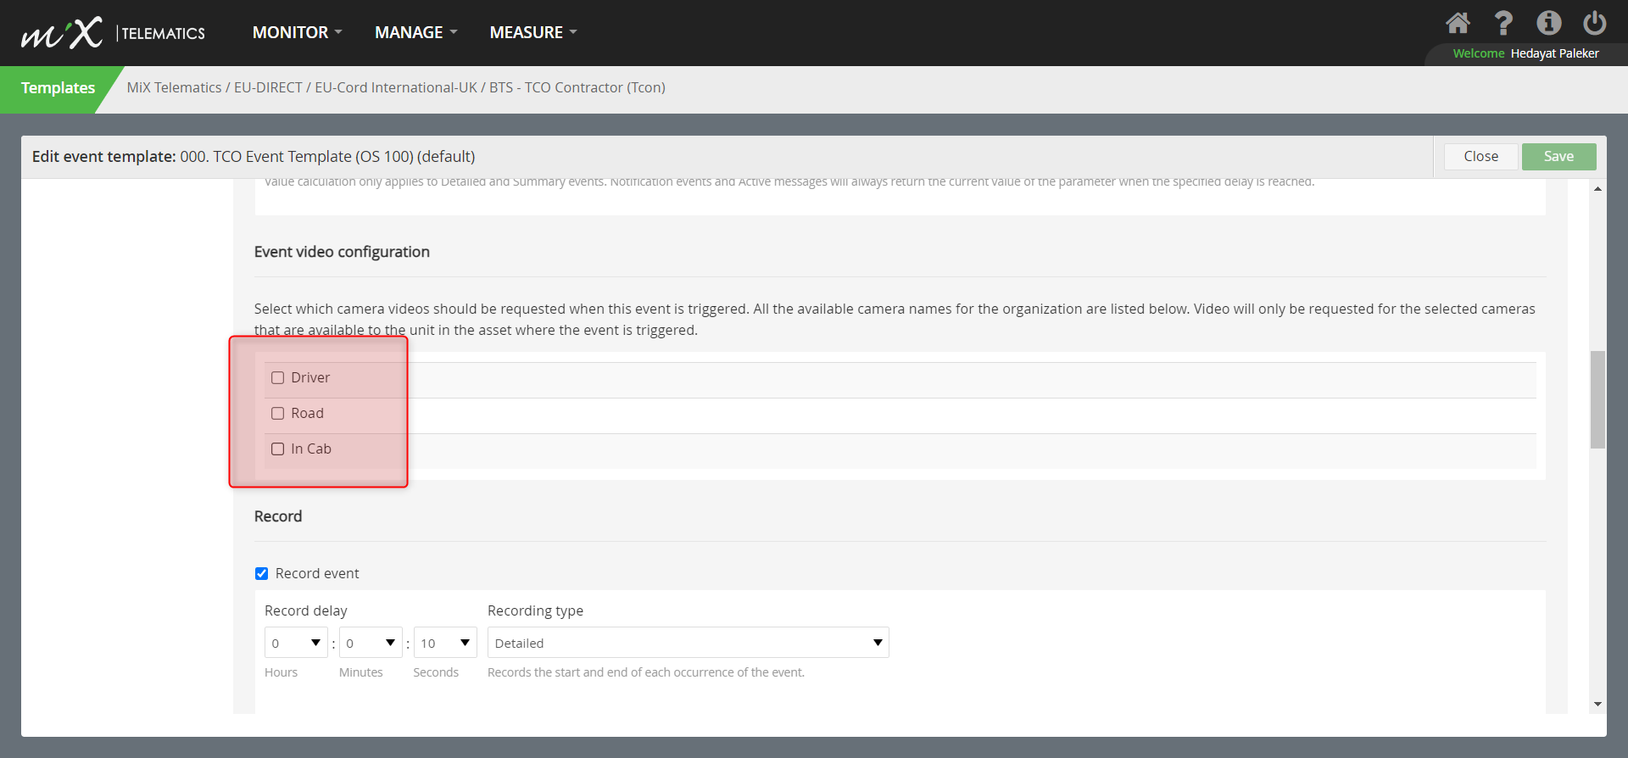 mix TELEMATICS MONITOR MANAGE MEASURE
Welcome Hedayat Paleker
Templates MiX Telematics / EU-DIRECT / EU-Cord International-UK / BTS - TCO Contractor (Tcon)
Edit event template: 000. TCO Event Template (OS 100) (default) Close Save
Value calculation only applies to Detailed and Summary events. Notification events and Active messages will always return the current value of the parameter when the specified delay is reached.
Event video configuration
Select which camera videos should be requested when this event is triggered. All the available camera names for the organization are listed below. Video will only be requested for the selected cameras
that are available to the unit in the asset where the event is triggered.
Driver
Road
In Cab
Record
Record event
Record delay Recording type
0 : 0 : 10 Detailed
Hours Minutes Seconds Records the start and end of each occurrence of the event.